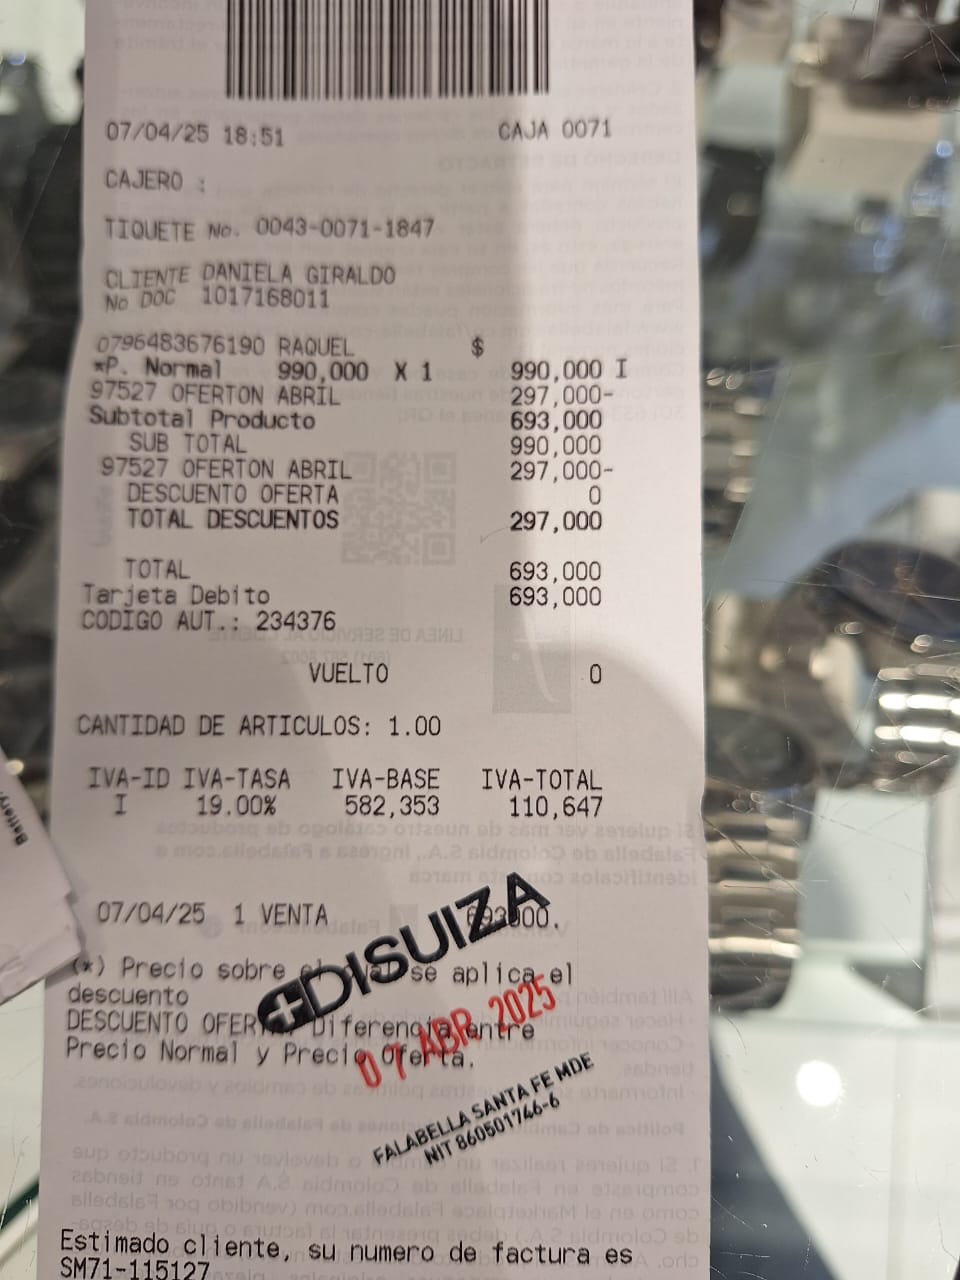 07/04/25 18:51 CAJA 0071
CAJERO :
TIQUETE No. 0043-0071-1847
CLIENTE DANIELA GIRALDO
No DOC 1017168011
0796483676190 RAQUEL $
*P. Normal 990,000 X 1 990,000 I
97527 OFERTON ABRIL 297,000-
Subtotal Producto 693,000
SUB TOTAL 990,000
97527 OFERTON ABRIL 297,000-
DESCUENTO OFERTA 0
TOTAL DESCUENTOS 297,000
TOTAL 693,000
Tarjeta Debito 693,000
CODIGO AUT.: 234376
VUELTO 0
CANTIDAD DE ARTICULOS: 1.00
IVA-ID IVA-TASA IVA-BASE IVA-TOTAL
I 19.00% 582,353 110,647
07/04/25 1 VENTA
DISUIZA
(*) Precio sobre el cual se aplica el
descuento
DESCUENTO OFERTA Diferencia entre
Precio Normal y Precio Oferta.
07 ABR 2025
FALABELLA SANTA FE MDE
NIT 860501746-6
Estimado cliente, su numero de factura es
SM71-115127
Battery